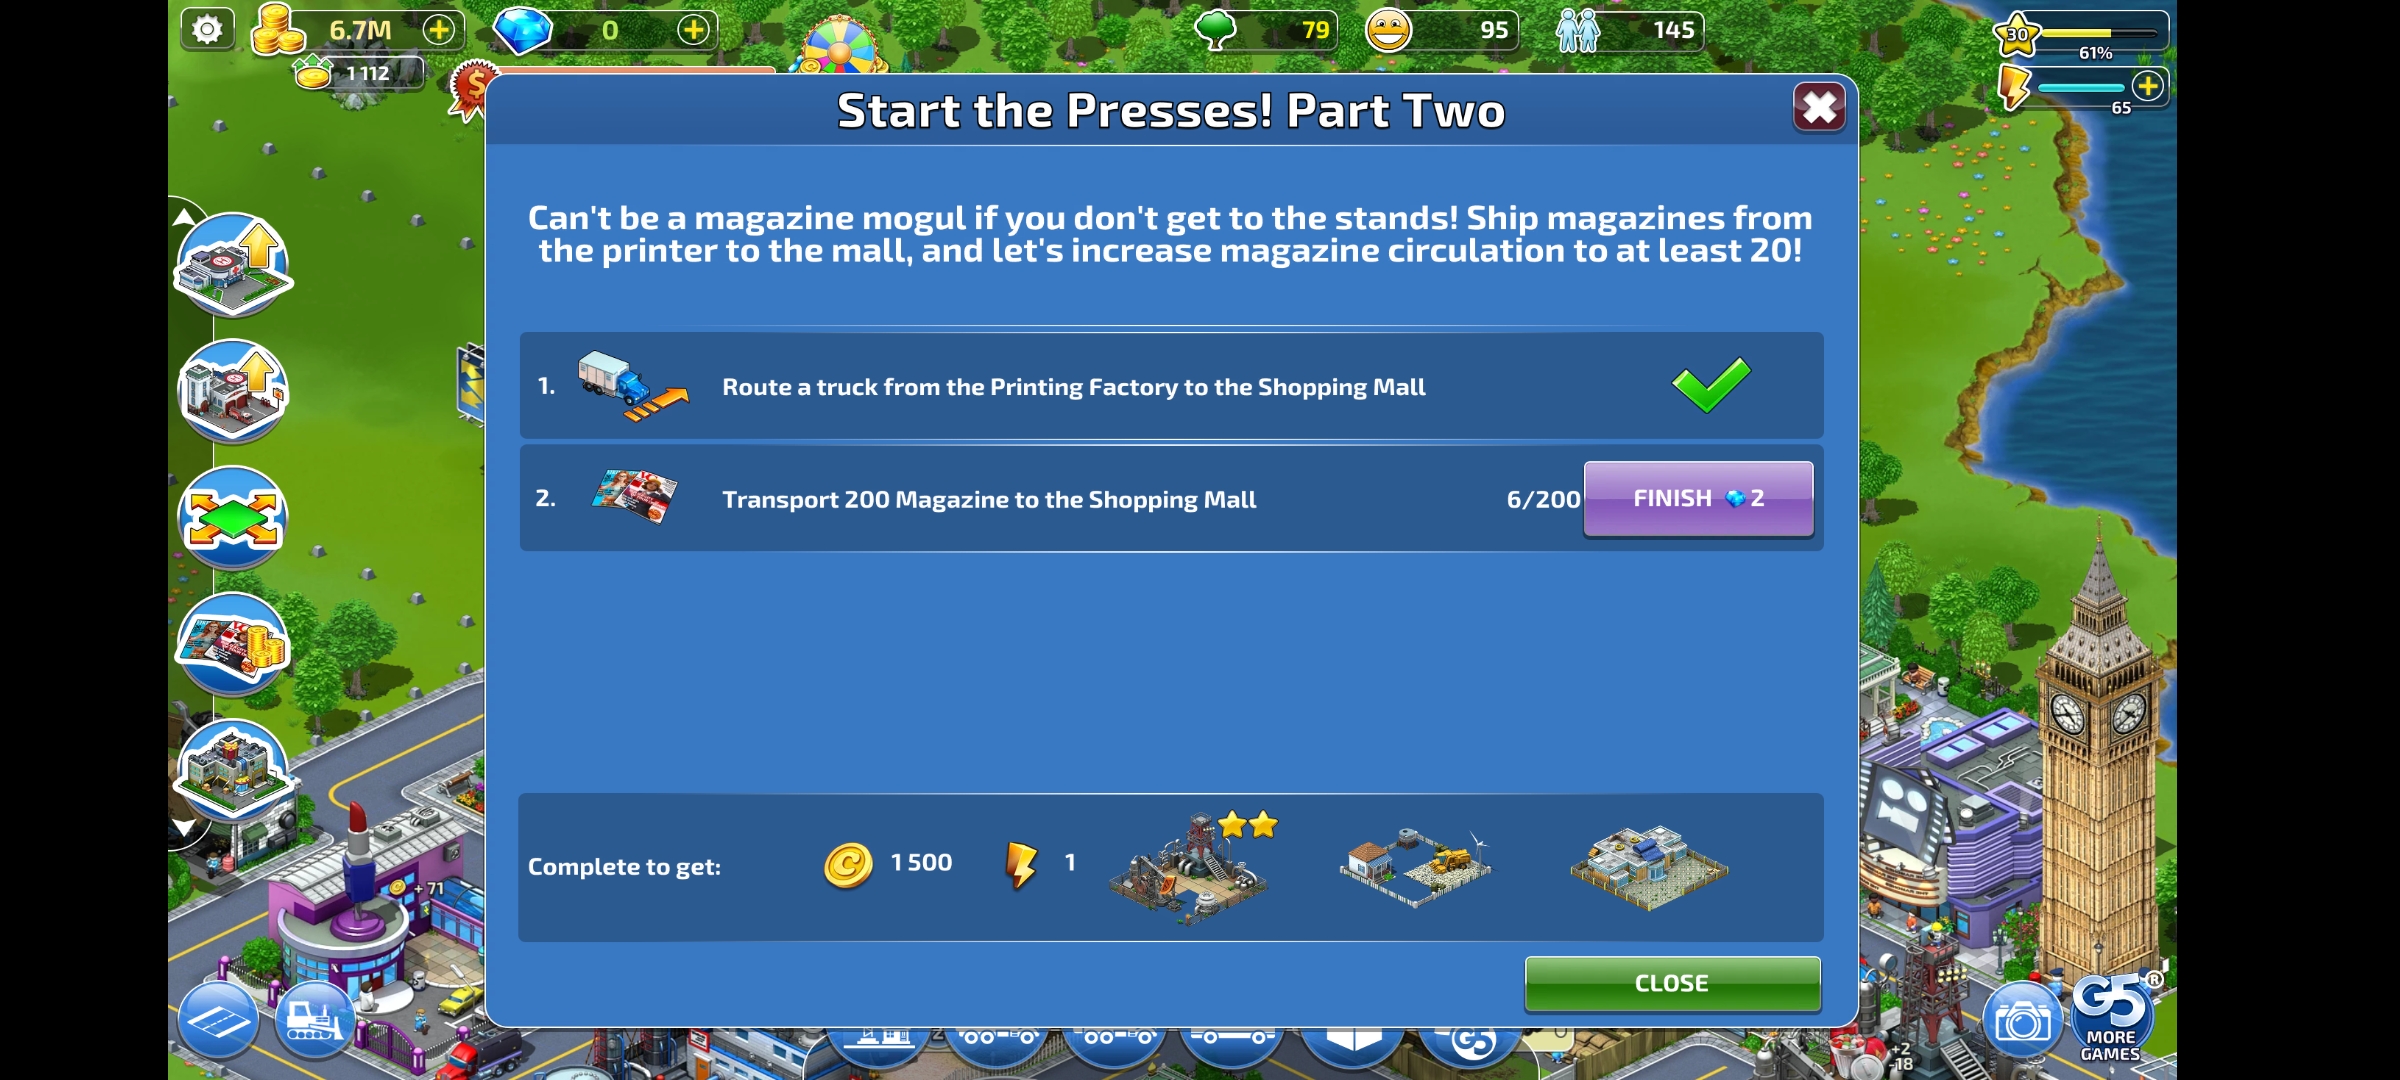 6.7M
0
79
95
145
30
61%
1 112
65
Start the Presses! Part Two
Can't be a magazine mogul if you don't get to the stands! Ship magazines from
the printer to the mall, and let's increase magazine circulation to at least 20!
1.
Route a truck from the Printing Factory to the Shopping Mall
2.
Transport 200 Magazine to the Shopping Mall
6/200
FINISH 2
Complete to get:
1 500
1
+ 71
CLOSE
G5
®
MORE
GAMES
G5
+2
-18